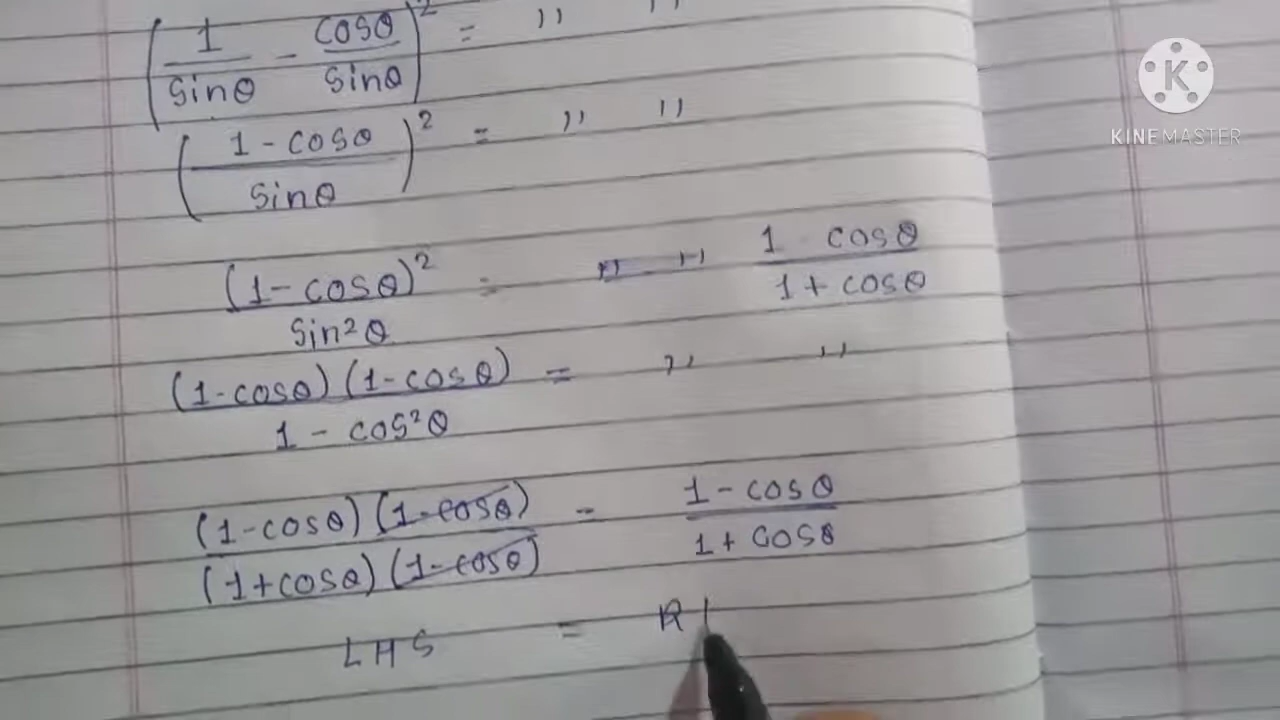 (1/sinθ - cosθ/sinθ)² = ,, ,,
((1-cosθ)/sinθ)² = ,, ,,
(1-cosθ)²/sin²θ = ,, ,, 1 cosθ/1+cosθ
(1-cosθ)(1-cosθ)/1-cos²θ = ,, ,,
(1-cosθ)(1-cosθ)/(1+cosθ)(1-cosθ) = 1-cosθ/1+cosθ
LHS = R
KINEMASTER